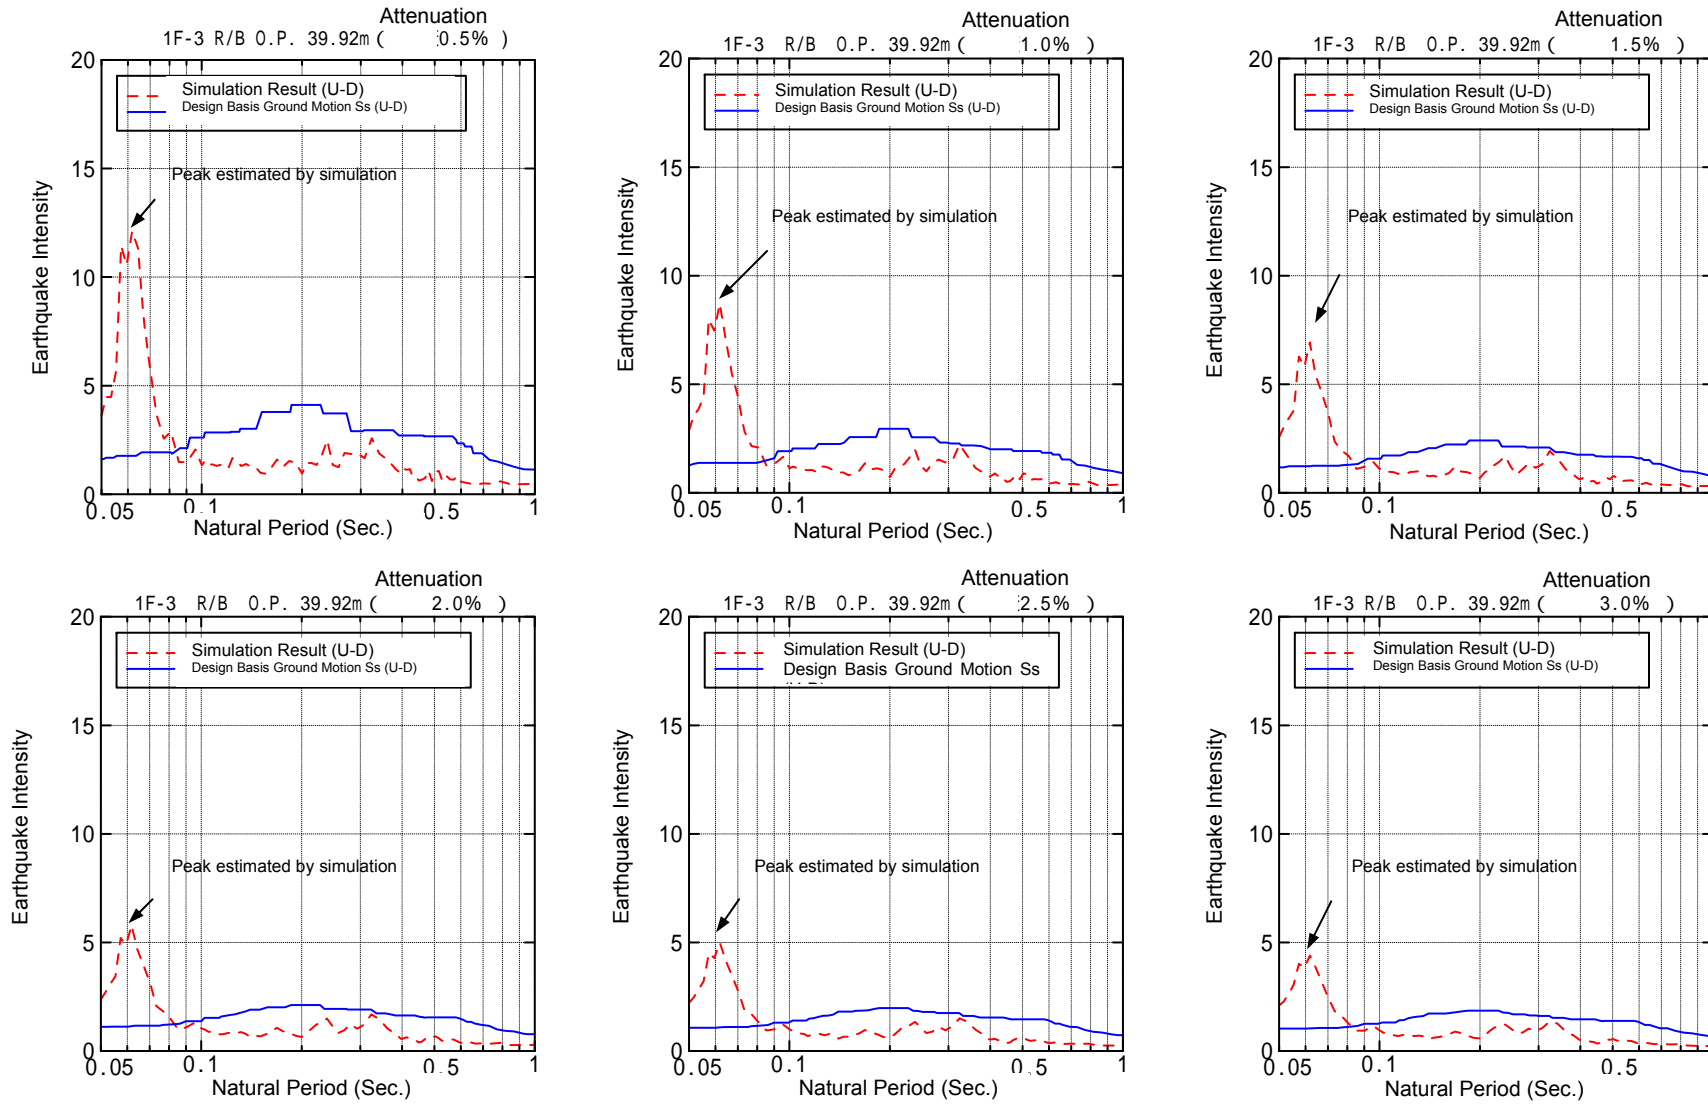 Attenuation
1F-3 R/B O.P. 39.92m ( 0.5% )
20
Simulation Result (U-D)
Design Basis Ground Motion Ss (U-D)
15
Peak estimated by simulation
10
5
0
Earthquake Intensity
0.05 0.1 0.5 1
Natural Period (Sec.)
Attenuation
1F-3 R/B O.P. 39.92m ( 1.0% )
20
Simulation Result (U-D)
Design Basis Ground Motion Ss (U-D)
15
Peak estimated by simulation
10
5
0
Earthquake Intensity
0.05 0.1 0.5 1
Natural Period (Sec.)
Attenuation
1F-3 R/B O.P. 39.92m ( 1.5% )
20
Simulation Result (U-D)
Design Basis Ground Motion Ss (U-D)
15
Peak estimated by simulation
10
5
0
Earthquake Intensity
0.05 0.1 0.5
Natural Period (Sec.)
Attenuation
1F-3 R/B O.P. 39.92m ( 2.0% )
20
Simulation Result (U-D)
Design Basis Ground Motion Ss (U-D)
15
10
Peak estimated by simulation
5
0
Earthquake Intensity
0.05 0.1 0.5 1
Natural Period (Sec.)
Attenuation
1F-3 R/B O.P. 39.92m ( 2.5% )
20
Simulation Result (U-D)
Design Basis Ground Motion Ss
15
10
Peak estimated by simulation
5
0
Earthquake Intensity
0.05 0.1 0.5 1
Natural Period (Sec.)
Attenuation
1F-3 R/B O.P. 39.92m ( 3.0% )
20
Simulation Result (U-D)
Design Basis Ground Motion Ss (U-D)
15
10
Peak estimated by simulation
5
0
Earthquake Intensity
0.05 0.1 0.5
Natural Period (Sec.)